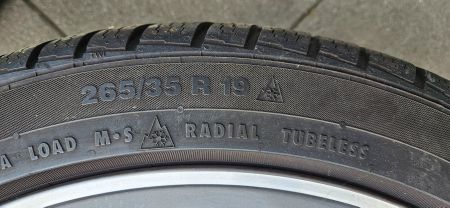 265/35 R 19
A LOAD M•S RADIAL TUBELESS